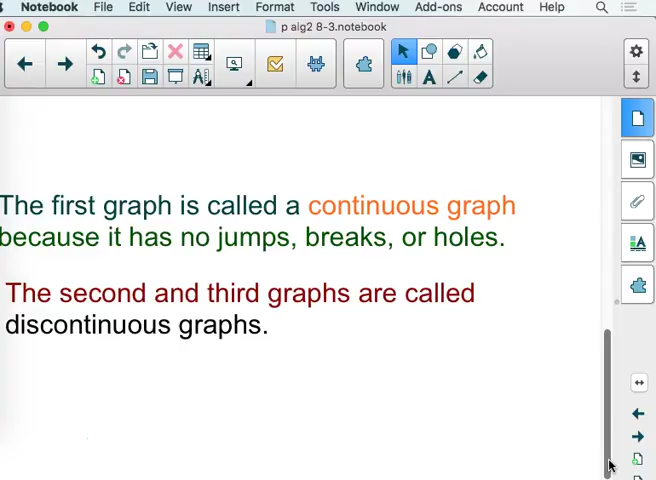 Notebook File Edit View Insert Format Tools Window Add-ons Account Help
p alg2 8-3.notebook
The first graph is called a continuous graph
because it has no jumps, breaks, or holes.
The second and third graphs are called
discontinuous graphs.